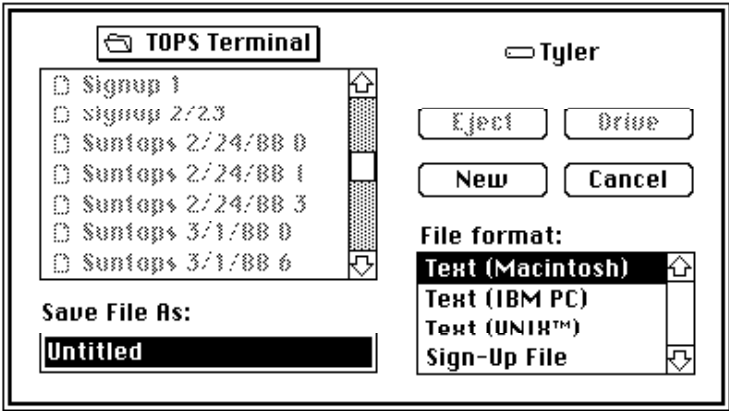 TOPS Terminal
Signup 1
signup 2/23
Suntops 2/24/88 0
Suntops 2/24/88 1
Suntops 2/24/88 3
Suntops 3/1/88 0
Suntops 3/1/88 6
Save File As:
Untitled
Tyler
Eject
Drive
New
Cancel
File format:
Text (Macintosh)
Text (IBM PC)
Text (UNIX™)
Sign-Up File